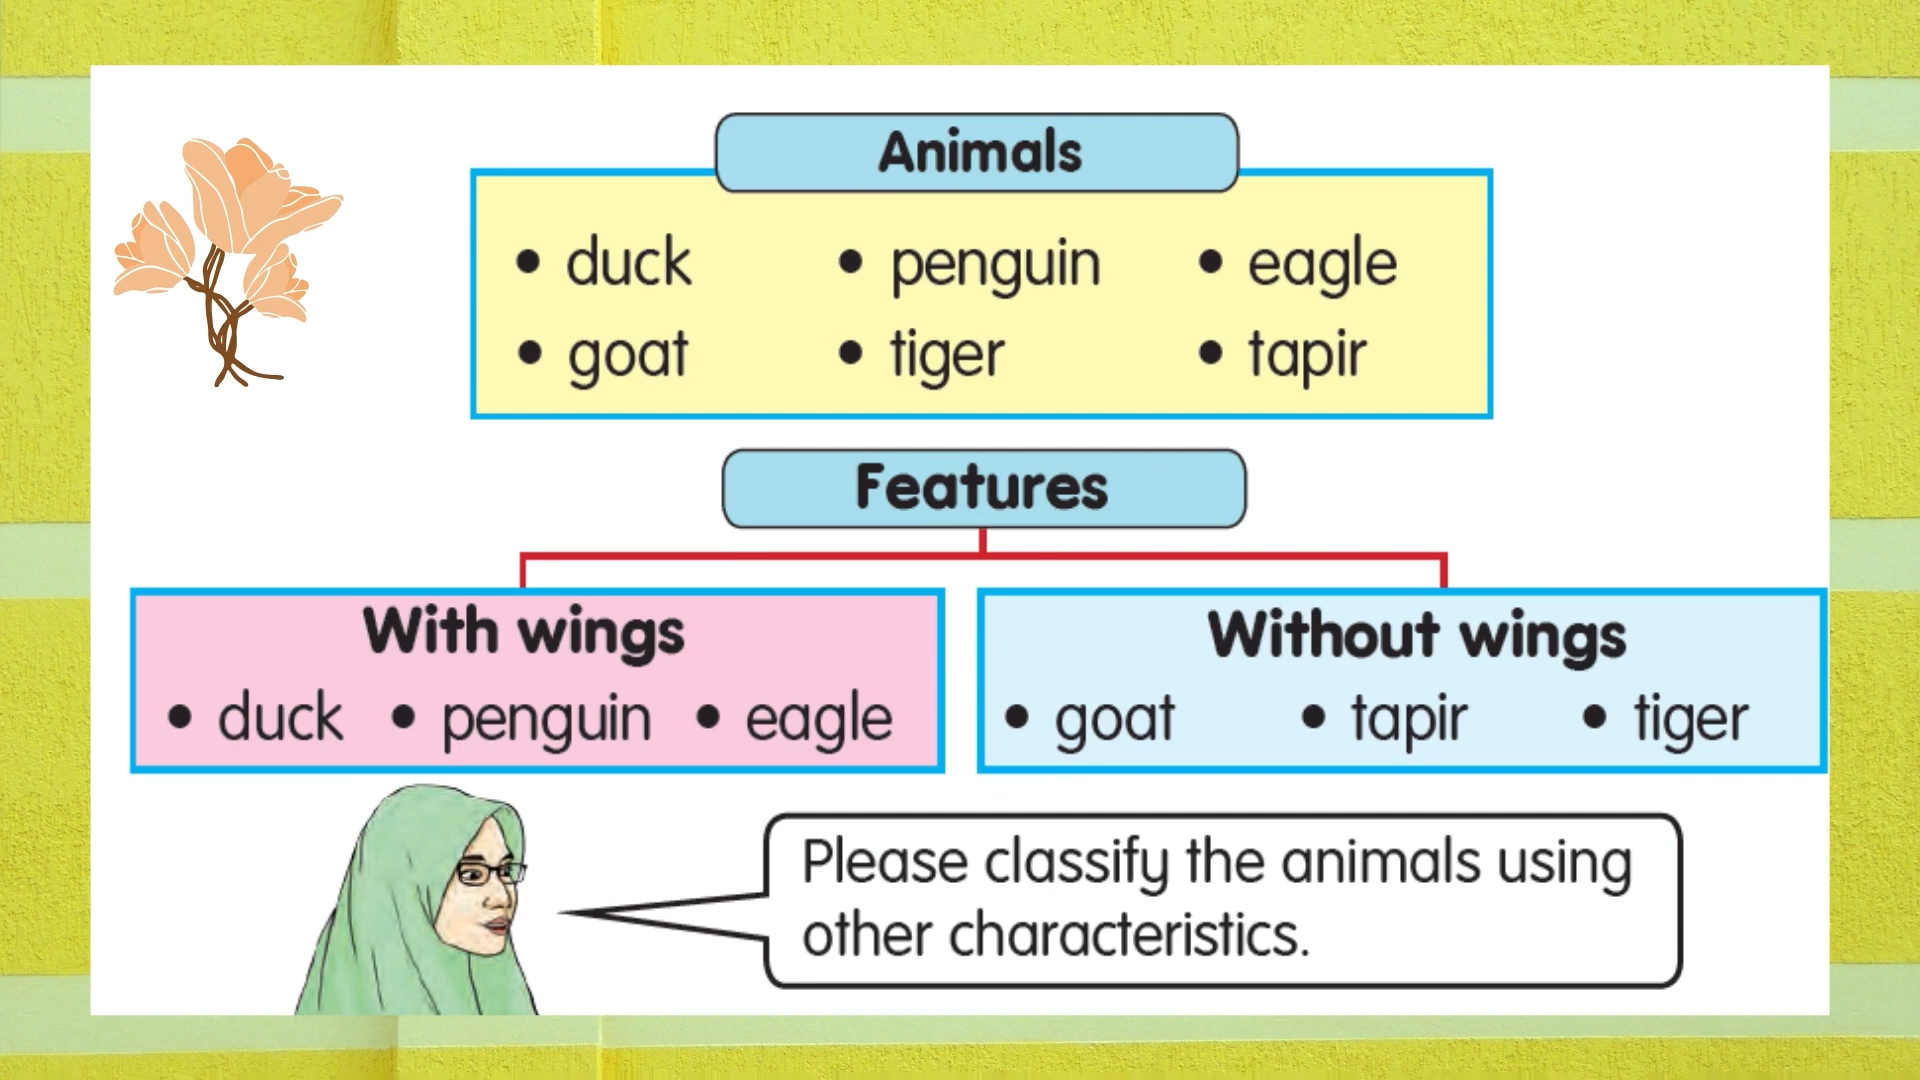 Animals
• duck • penguin • eagle
• goat • tiger • tapir
Features
With wings
• duck • penguin • eagle
Without wings
• goat • tapir • tiger
Please classify the animals using
other characteristics.